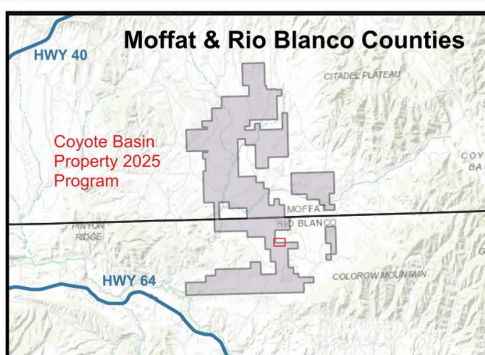 Moffat & Rio Blanco Counties
HWY 40
CITADEL PLATEAU
Coyote Basin
Property 2025
Program
COY
BA
MOFFAT
RIO BLANCO
PINYON
RIDGE
COLOROW MOUNTAIN
HWY 64
G